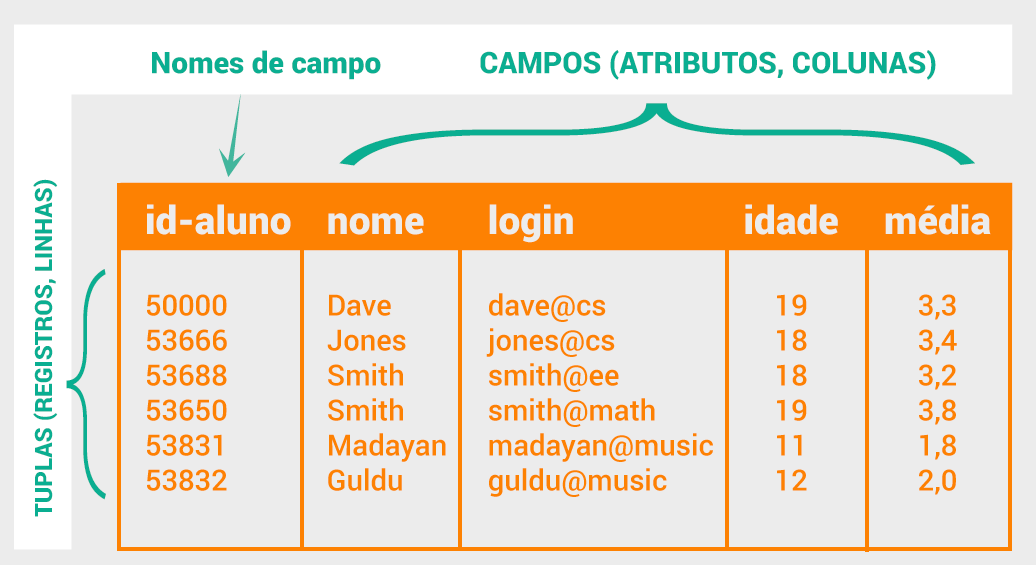 Nomes de campo
CAMPOS (ATRIBUTOS, COLUNAS)
TUPLAS (REGISTROS, LINHAS)
id-aluno nome login idade média
50000 Dave dave@cs 19 3,3
53666 Jones jones@cs 18 3,4
53688 Smith smith@ee 18 3,2
53650 Smith smith@math 19 3,8
53831 Madayan madayan@music 11 1,8
53832 Guldu guldu@music 12 2,0